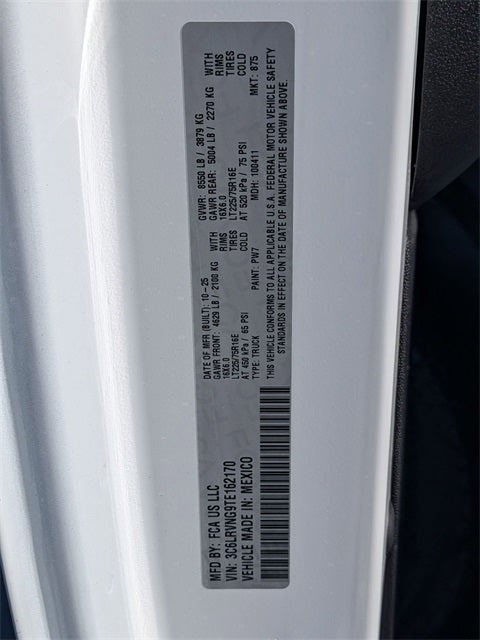 MFD BY: FCA US LLC
VIN: 3C6LRVNG9TE162170
VEHICLE MADE IN: MEXICO
DATE OF MFR (BUILT): 10-25
GAWR FRONT: 4629 LB / 2100 KG WITH
16X6.0 RIMS
LT225/75R16E TIRES
AT 450 kPa / 65 PSI COLD
TYPE: TRUCK PAINT: PW7
GVWR: 8550 LB / 3879 KG
GAWR REAR: 5004 LB / 2270 KG WITH
16X6.0 RIMS
LT225/75R16E TIRES
AT 520 kPa / 75 PSI COLD
MDH: 100411 MKT: 875
THIS VEHICLE CONFORMS TO ALL APPLICABLE U.S.A. FEDERAL MOTOR VEHICLE SAFETY
STANDARDS IN EFFECT ON THE DATE OF MANUFACTURE SHOWN ABOVE.